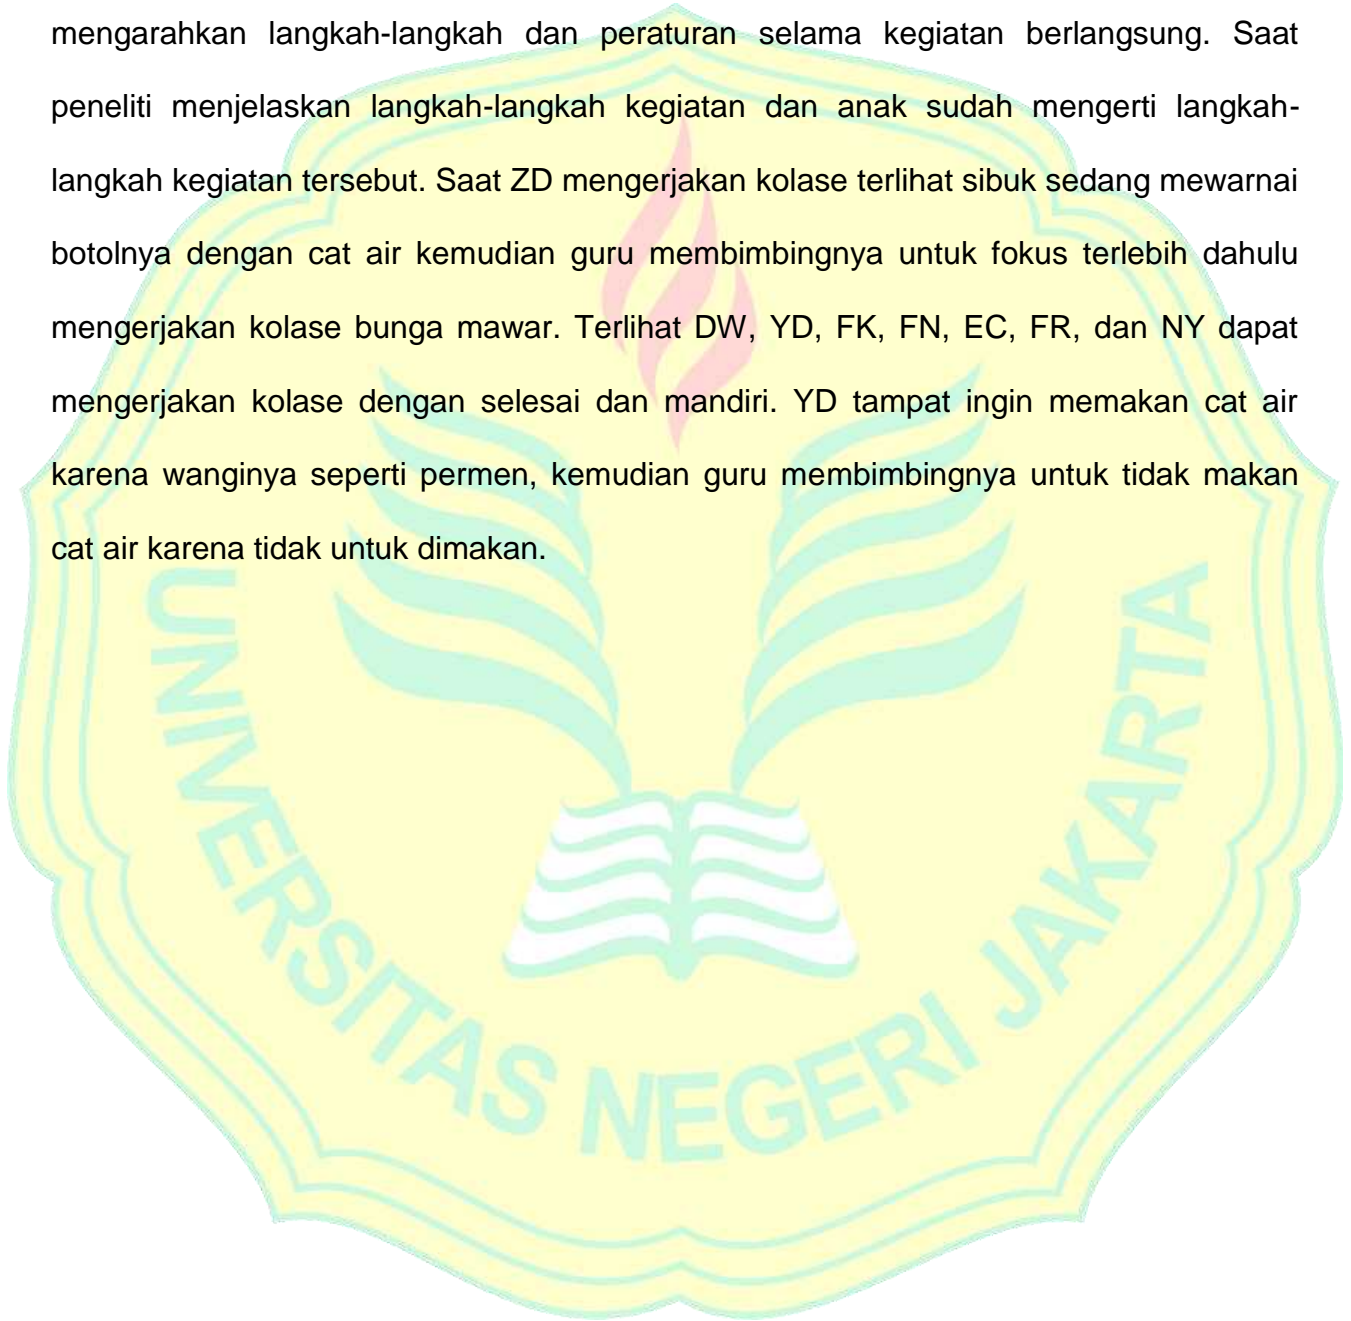 mengarahkan langkah-langkah dan peraturan selama kegiatan berlangsung. Saat
peneliti menjelaskan langkah-langkah kegiatan dan anak sudah mengerti langkah-
langkah kegiatan tersebut. Saat ZD mengerjakan kolase terlihat sibuk sedang mewarnai
botolnya dengan cat air kemudian guru membimbingnya untuk fokus terlebih dahulu
mengerjakan kolase bunga mawar. Terlihat DW, YD, FK, FN, EC, FR, dan NY dapat
mengerjakan kolase dengan selesai dan mandiri. YD tampat ingin memakan cat air
karena wanginya seperti permen, kemudian guru membimbingnya untuk tidak makan
cat air karena tidak untuk dimakan.
UNIVERSITAS NEGERI JAKARTA